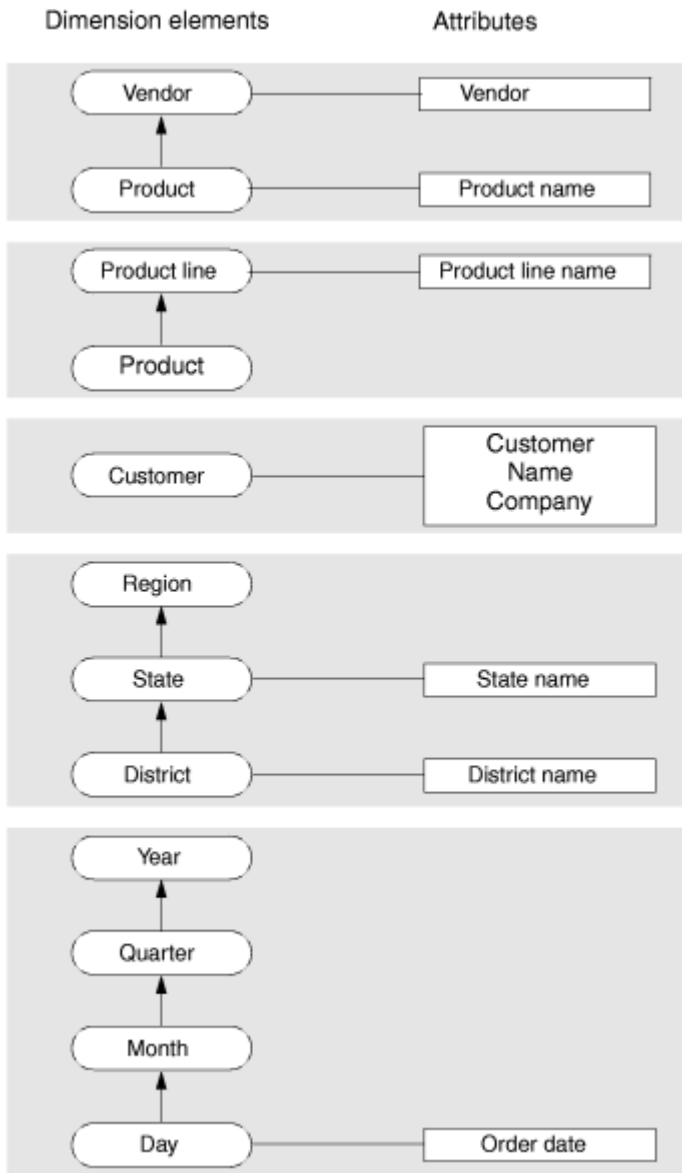 Dimension elements Attributes
Vendor Vendor
Product Product name
Product line Product line name
Product
Customer
Customer
Name
Company
Region
State State name
District District name
Year
Quarter
Month
Day Order date